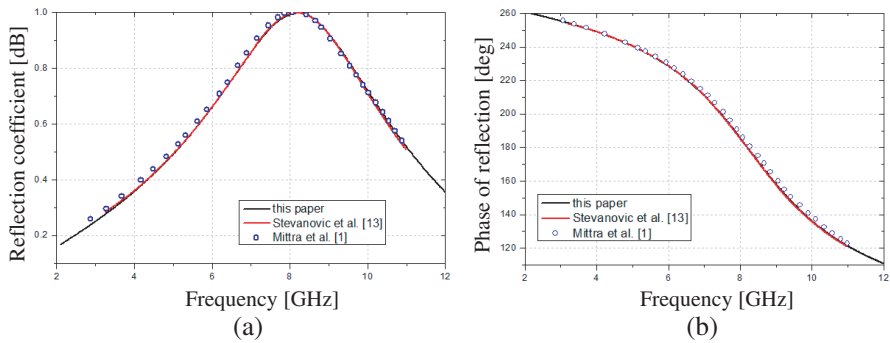 Reflection coefficient [dB]
1.0
0.8
0.6
0.4
0.2
this paper
Stevanovic et al. [13]
Mittra et al. [1]
2 4 6 8 10 12
Frequency [GHz]
(a)
Phase of reflection [deg]
260
240
220
200
180
160
140
120
this paper
Stevanovic et al. [13]
Mittra et al. [1]
2 4 6 8 10 12
Frequency [GHz]
(b)